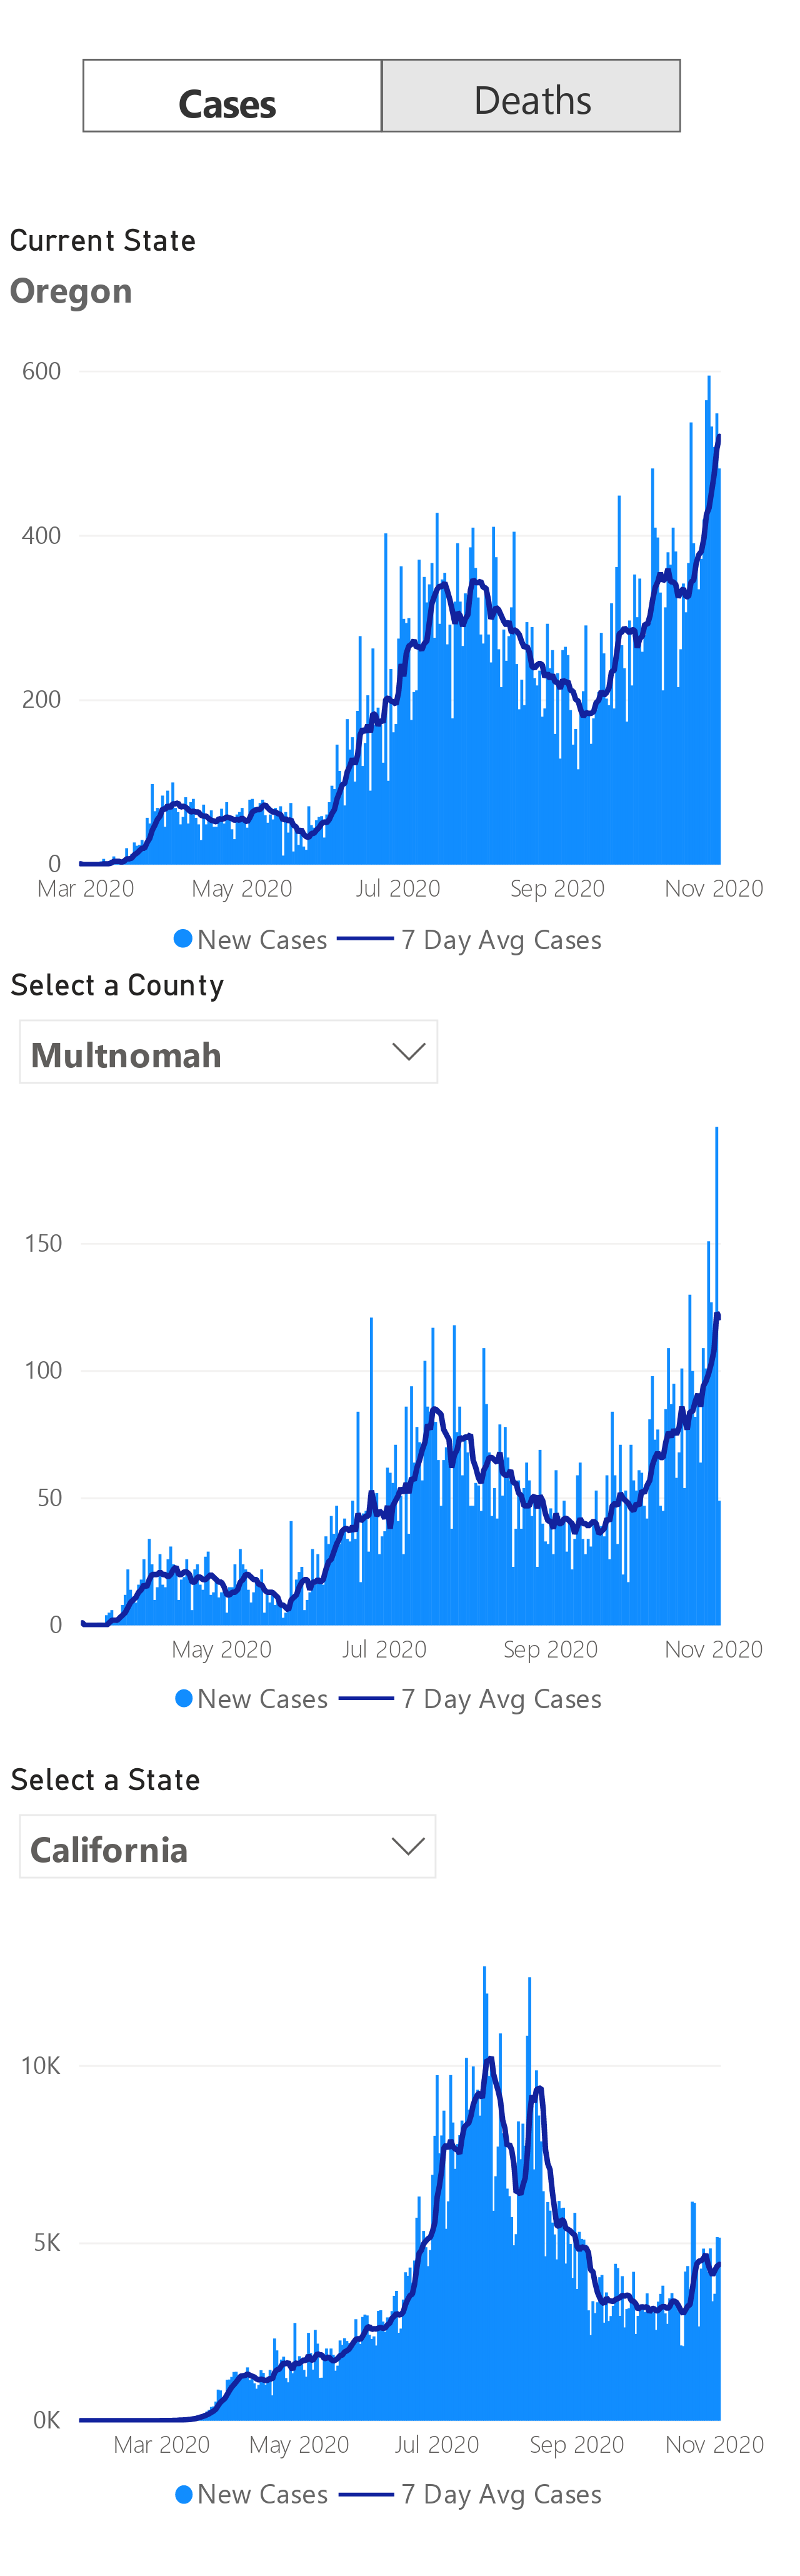 Cases Deaths
Current State
Oregon
600
400
200
0
Mar 2020 May 2020 Jul 2020 Sep 2020 Nov 2020
New Cases 7 Day Avg Cases
Select a County
Multnomah
150
100
50
0
May 2020 Jul 2020 Sep 2020 Nov 2020
New Cases 7 Day Avg Cases
Select a State
California
10K
5K
0K
Mar 2020 May 2020 Jul 2020 Sep 2020 Nov 2020
New Cases 7 Day Avg Cases